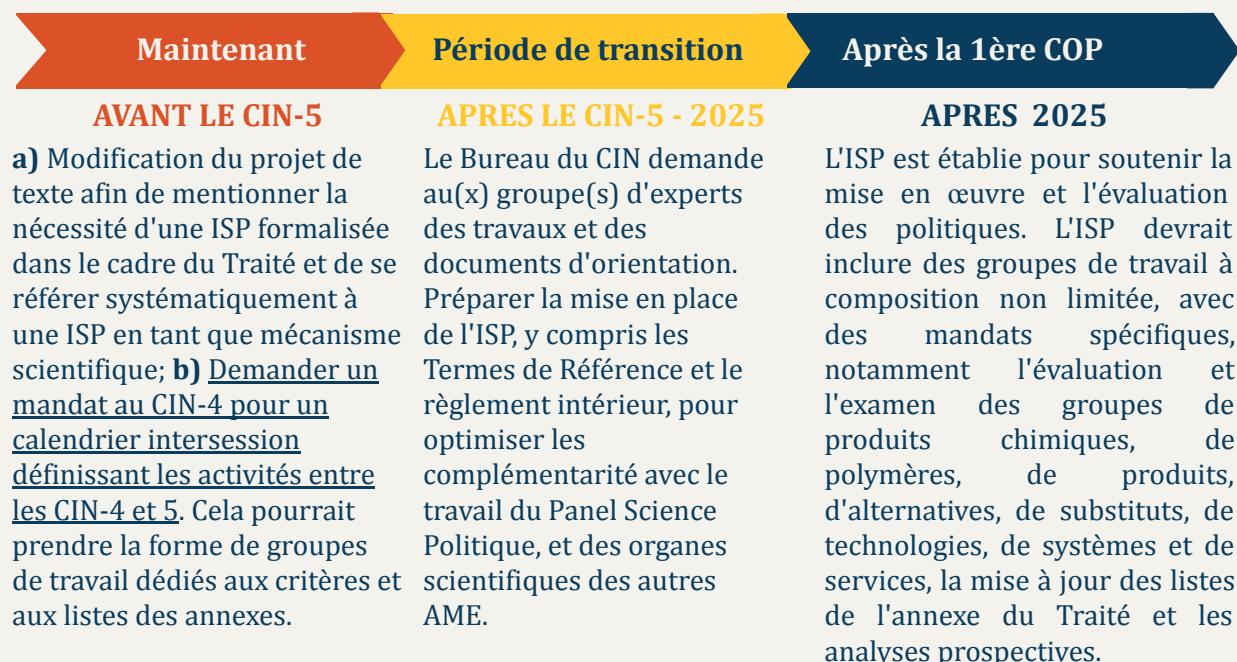 Maintenant
Période de transition
Après la 1ère COP
AVANT LE CIN-5
a) Modification du projet de
texte afin de mentionner la
nécessité d'une ISP formalisée
dans le cadre du Traité et de se
référer systématiquement à
une ISP en tant que mécanisme
scientifique; b) Demander un
mandat au CIN-4 pour un
calendrier intersession
définissant les activités entre
les CIN-4 et 5. Cela pourrait
prendre la forme de groupes
de travail dédiés aux critères et
aux listes des annexes.
APRES LE CIN-5 - 2025
Le Bureau du CIN demande
au(x) groupe(s) d'experts
des travaux et des
documents d'orientation.
Préparer la mise en place
de l'ISP, y compris les
Termes de Référence et le
règlement intérieur, pour
optimiser les
complémentarité avec le
travail du Panel Science
Politique, et des organes
scientifiques des autres
AME.
APRES 2025
L'ISP est établie pour soutenir la
mise en œuvre et l'évaluation
des politiques. L'ISP devrait
inclure des groupes de travail à
composition non limitée, avec
des mandats spécifiques,
notamment l'évaluation et
l'examen des groupes de
produits chimiques, de
polymères, de produits,
d'alternatives, de substituts, de
technologies, de systèmes et de
services, la mise à jour des listes
de l'annexe du Traité et les
analyses prospectives.